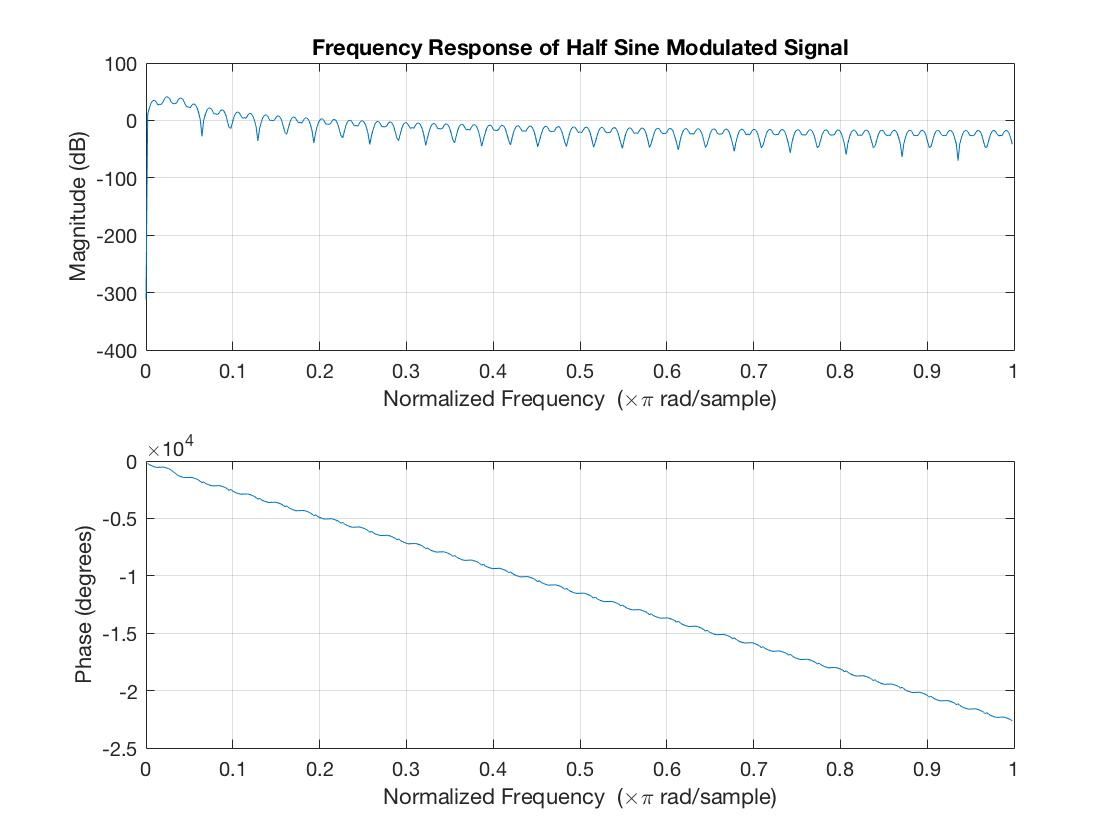 Frequency Response of Half Sine Modulated Signal
100
0
-100
-200
-300
-400
Magnitude (dB)
0 0.1 0.2 0.3 0.4 0.5 0.6 0.7 0.8 0.9 1
Normalized Frequency (×π rad/sample)
×10^4
0
-0.5
-1
-1.5
-2
-2.5
Phase (degrees)
0 0.1 0.2 0.3 0.4 0.5 0.6 0.7 0.8 0.9 1
Normalized Frequency (×π rad/sample)